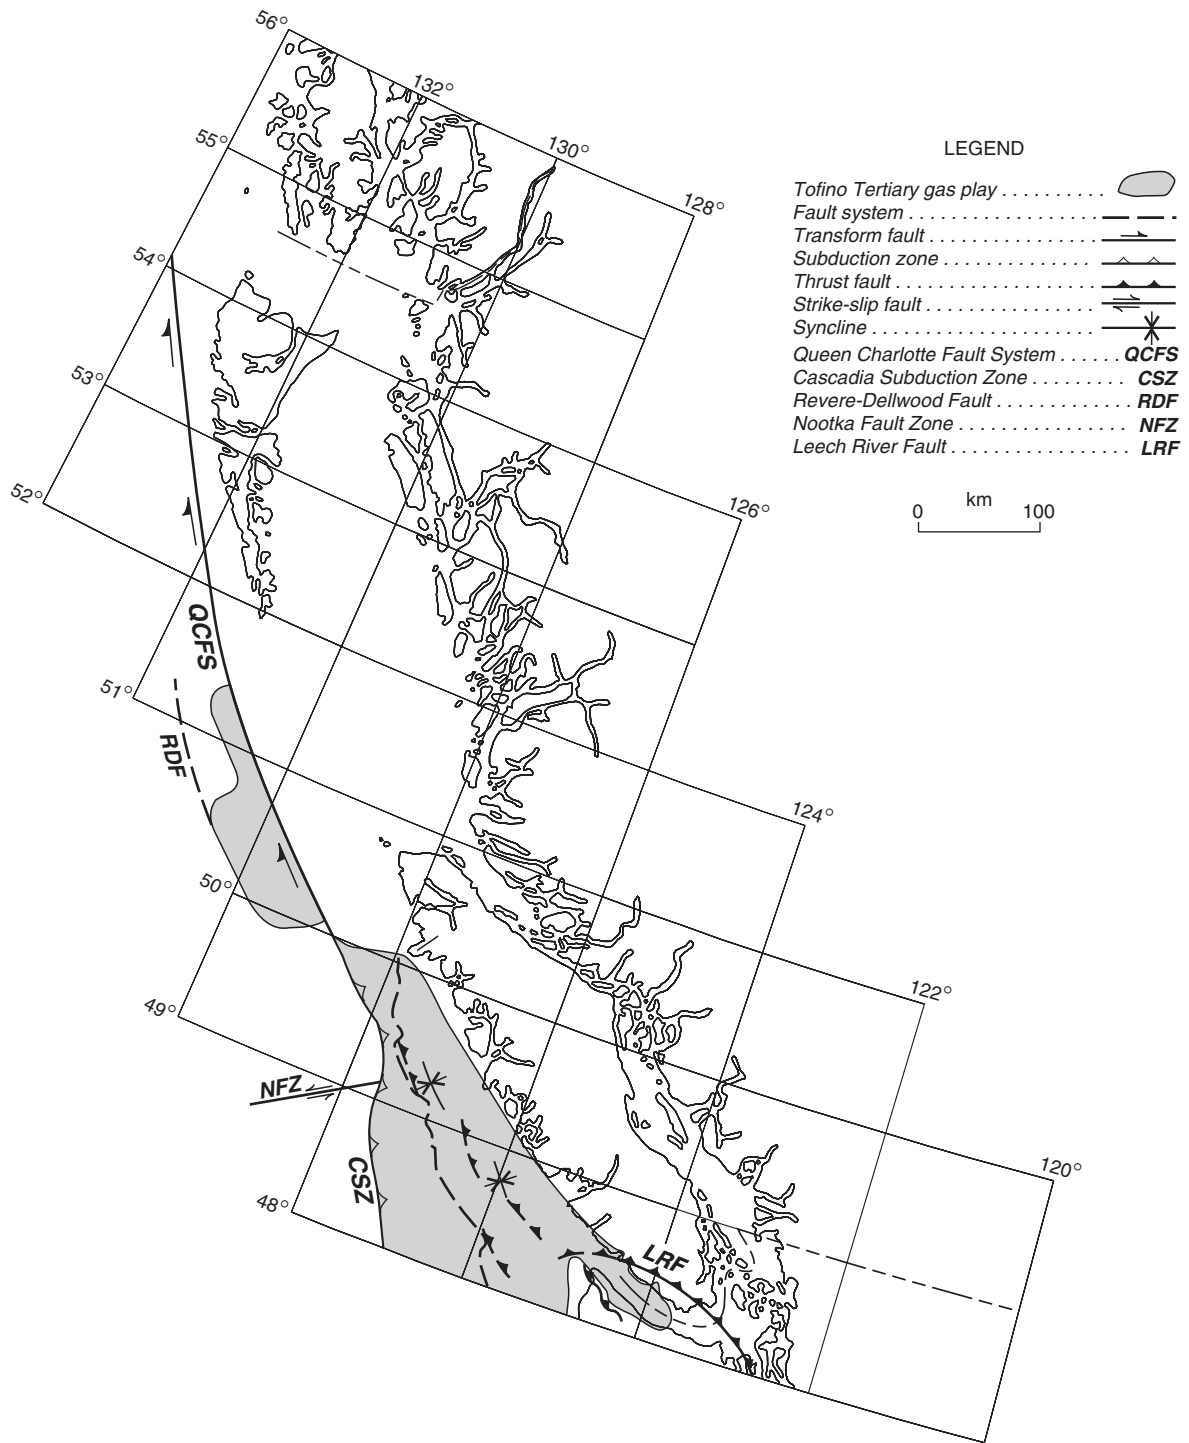 56°
132°
55°
130°
128°
54°
53°
52°
126°
51°
124°
50°
122°
49°
120°
48°
QCFS
RDF
NFZ
CSZ
LRF
LEGEND
Tofino Tertiary gas play . . . . . . . . . .
Fault system . . . . . . . . . . . . . . . . . .
Transform fault . . . . . . . . . . . . . . . .
Subduction zone . . . . . . . . . . . . . .
Thrust fault . . . . . . . . . . . . . . . . . . .
Strike-slip fault . . . . . . . . . . . . . . . .
Syncline . . . . . . . . . . . . . . . . . . . . .
Queen Charlotte Fault System . . . . . . QCFS
Cascadia Subduction Zone . . . . . . . . . CSZ
Revere-Dellwood Fault . . . . . . . . . . . . . RDF
Nootka Fault Zone . . . . . . . . . . . . . . . . NFZ
Leech River Fault . . . . . . . . . . . . . . . . . LRF
km
0 100